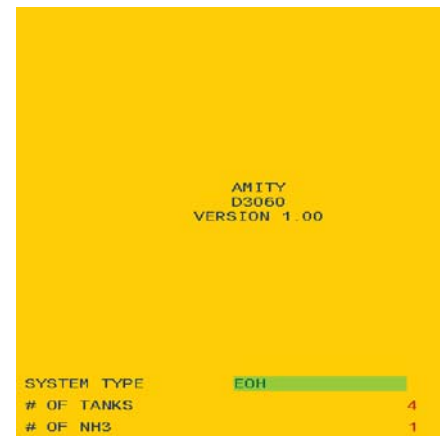 AMITY
D3060
VERSION 1.00
SYSTEM TYPE EOH
# OF TANKS 4
# OF NH3 1